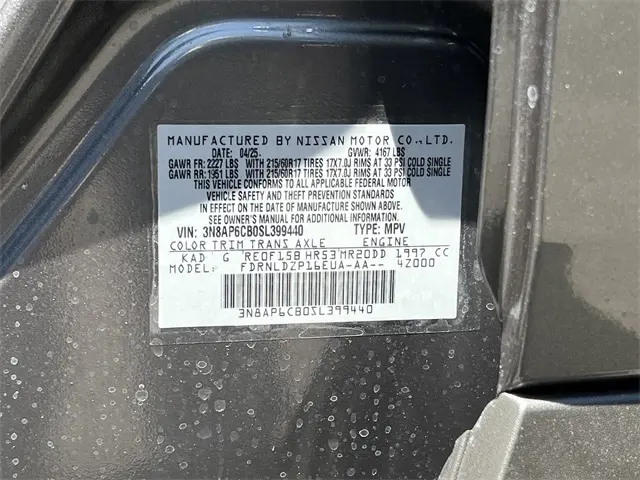 MANUFACTURED BY NISSAN MOTOR CO., LTD.
DATE: 04/25 GVWR: 4167 LBS
GAWR FR: 2227 LBS WITH 215/60R17 TIRES 17X7.0J RIMS AT 33 PSI COLD SINGLE
GAWR RR: 1951 LBS WITH 215/60R17 TIRES 17X7.0J RIMS AT 33 PSI COLD SINGLE
THIS VEHICLE CONFORMS TO ALL APPLICABLE FEDERAL MOTOR
VEHICLE SAFETY AND THEFT PREVENTION STANDARDS
IN EFFECT ON THE DATE OF MANUFACTURE SHOWN ABOVE.
SEE OWNER'S MANUAL FOR ADDITIONAL INFORMATION.
VIN: 3N8AP6CB0SL399440 TYPE: MPV
COLOR TRIM TRANS AXLE ENGINE
KAD G RE0F15B HR53 MR20DD 1997 CC
MODEL: FDRNLDZP16EUA-AA-- 4Z000
3N8AP6CB0SL399440